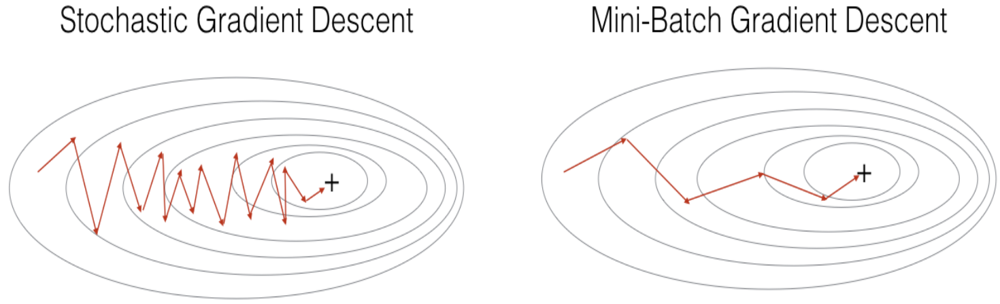 Stochastic Gradient Descent
Mini-Batch Gradient Descent